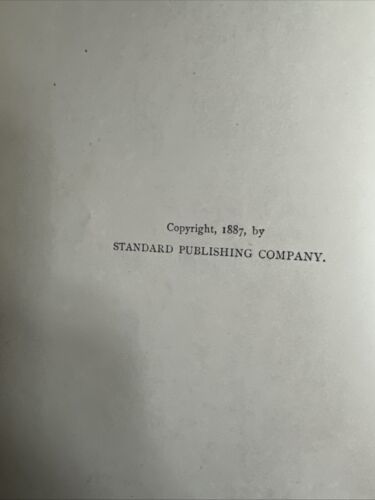 Copyright, 1887, by
STANDARD PUBLISHING COMPANY.